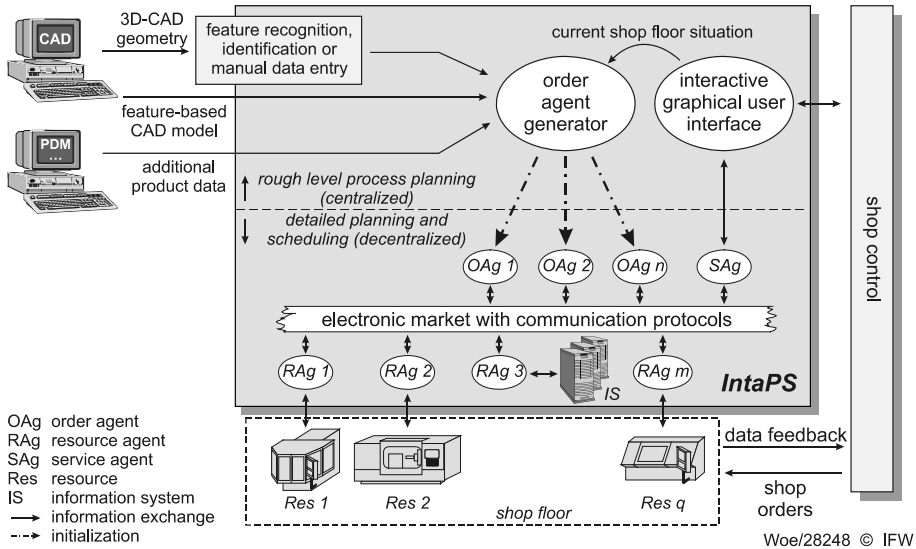 CAD
3D-CAD
geometry
feature recognition,
identification or
manual data entry
current shop floor situation
order
agent
generator
interactive
graphical user
interface
feature-based
CAD model
PDM
...
additional
product data
rough level process planning
(centralized)
detailed planning and
scheduling (decentralized)
OAg 1
OAg 2
OAg n
SAg
electronic market with communication protocols
RAg 1
RAg 2
RAg 3
IS
RAg m
IntaPS
shop control
OAg order agent
RAg resource agent
SAg service agent
Res resource
IS information system
information exchange
initialization
Res 1
Res 2
Res q
shop floor
data feedback
shop
orders
Woe/28248 © IFW